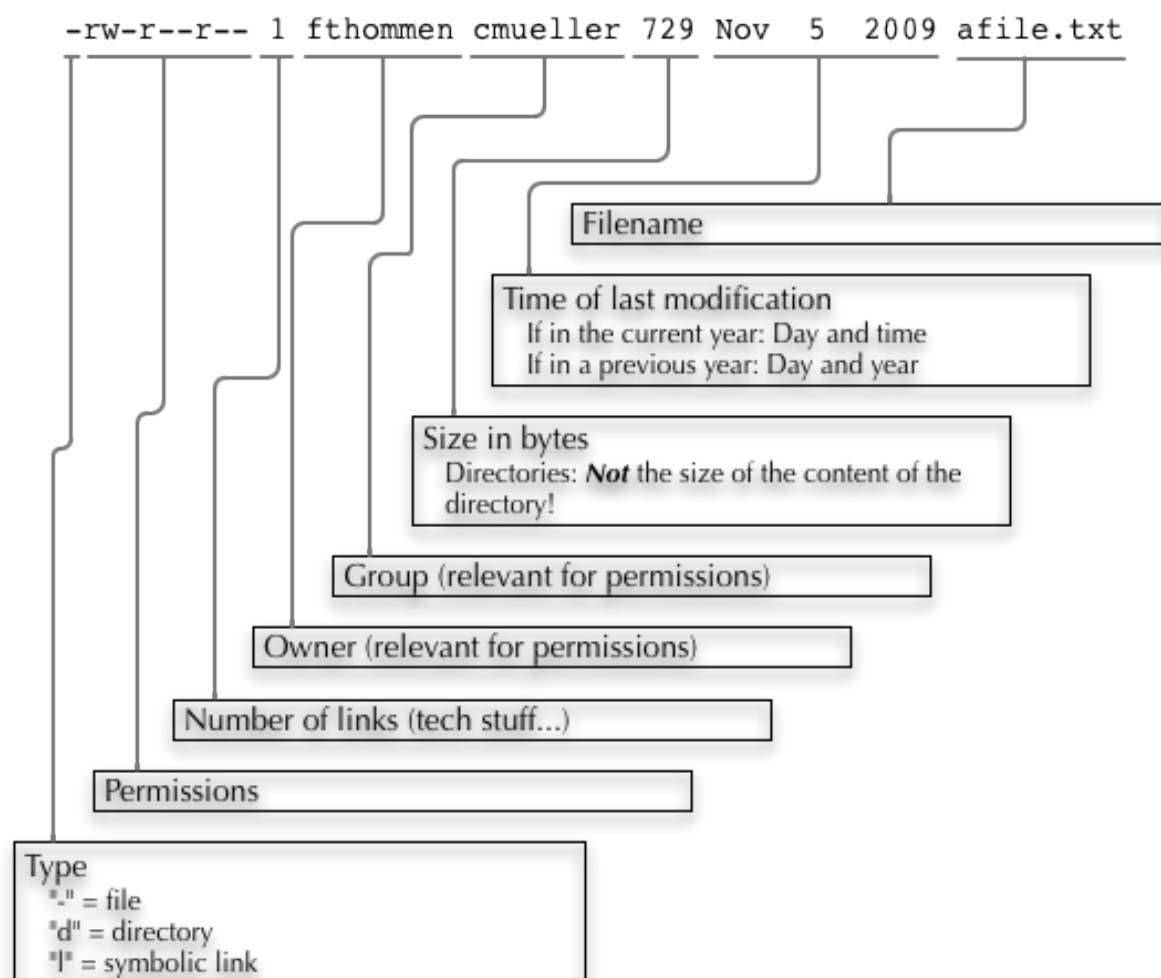 -rw-r--r-- 1 fthommen cmueller 729 Nov 5 2009 afile.txt
Filename
Time of last modification
If in the current year: Day and time
If in a previous year: Day and year
Size in bytes
Directories: Not the size of the content of the
directory!
Group (relevant for permissions)
Owner (relevant for permissions)
Number of links (tech stuff...)
Permissions
Type
"-" = file
"d" = directory
"l" = symbolic link